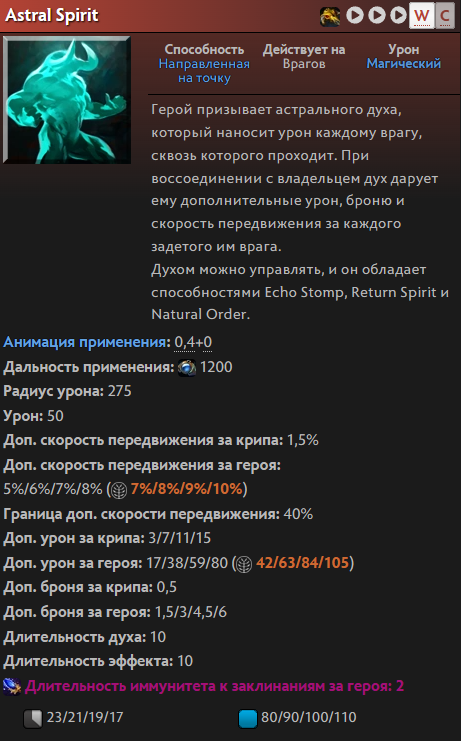 Astral Spirit
W C
Способность Действует на Урон
Направленная Врагов Магический
на точку
Герой призывает астрального духа,
который наносит урон каждому врагу,
сквозь которого проходит. При
воссоединении с владельцем дух дарует
ему дополнительные урон, броню и
скорость передвижения за каждого
задетого им врага.
Духом можно управлять, и он обладает
способностями Echo Stomp, Return Spirit и
Natural Order.
Анимация применения: 0,4+0
Дальность применения: 1200
Радиус урона: 275
Урон: 50
Доп. скорость передвижения за крипа: 1,5%
Доп. скорость передвижения за героя:
5%/6%/7%/8% ( 7%/8%/9%/10%)
Граница доп. скорости передвижения: 40%
Доп. урон за крипа: 3/7/11/15
Доп. урон за героя: 17/38/59/80 ( 42/63/84/105)
Доп. броня за крипа: 0,5
Доп. броня за героя: 1,5/3/4,5/6
Длительность духа: 10
Длительность эффекта: 10
Длительность иммунитета к заклинаниям за героя: 2
23/21/19/17 80/90/100/110